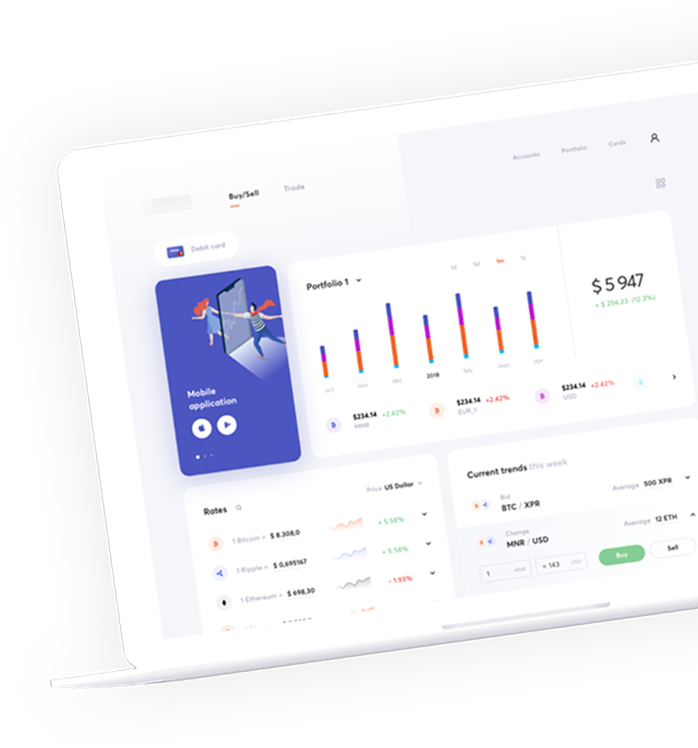 Accounts
Portfolio
Cards
Buy/Sell
Trade
Debit card
Portfolio 1
1d
5d
1m
1y
$ 5 947
+ $ 256.23 (12.2%)
oct
nov
dec
2018
feb
mar
apr
$234.14 +2.42%
MNR
$234.14 +2.42%
EUR_1
$234.14 +2.42%
USD
Mobile
application
Rates
Price US Dollar
1 Bitcoin = $ 8.308,0
+ 5.58%
1 Ripple = $ 0,695167
+ 5.58%
1 Ethereum = $ 698,30
- 1.93%
Current trends this week
Bid
BTC / XPR
Average 500 XPR
Change
MNR / USD
Average 12 ETH
1 MNR
= 143 USD
Buy
Sell